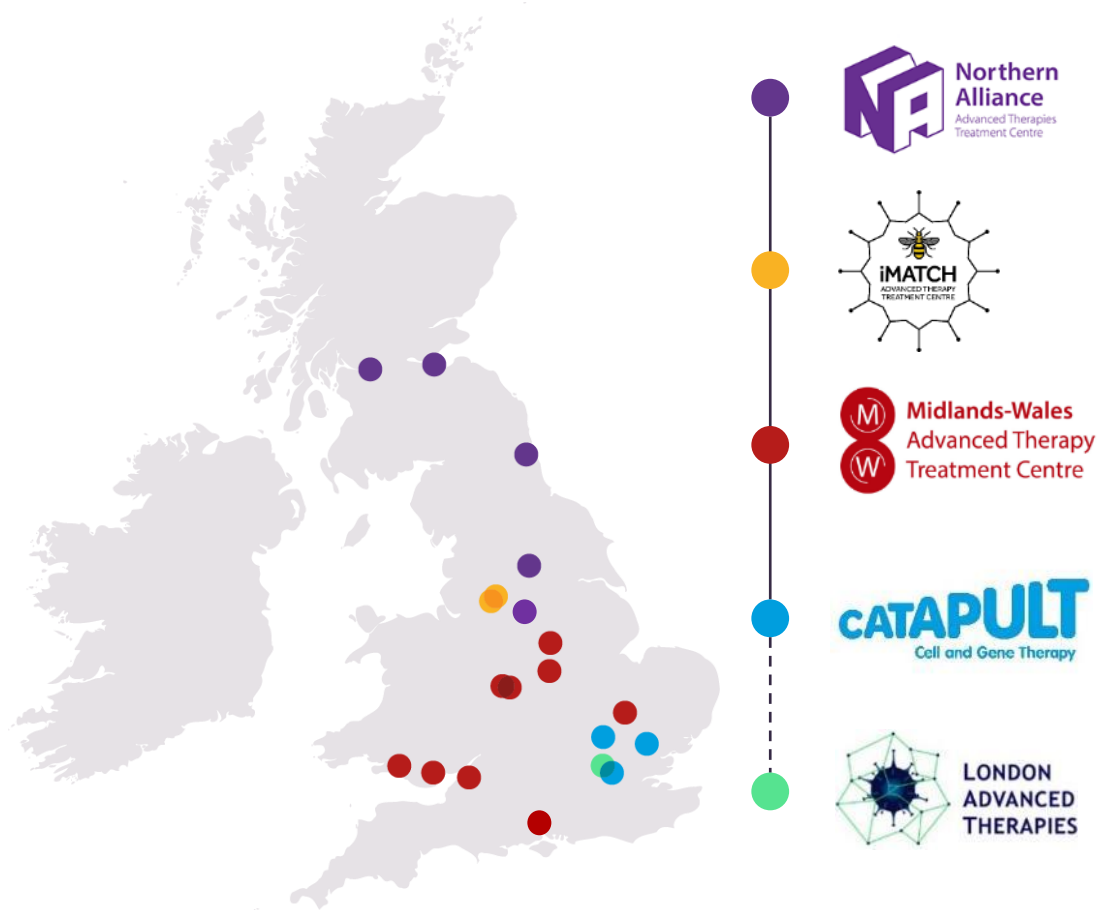 NA
Northern
Alliance
Advanced Therapies
Treatment Centre
iMATCH
ADVANCED THERAPY
TREATMENT CENTRE
M
W
Midlands-Wales
Advanced Therapy
Treatment Centre
CATAPULT
Cell and Gene Therapy
LONDON
ADVANCED
THERAPIES